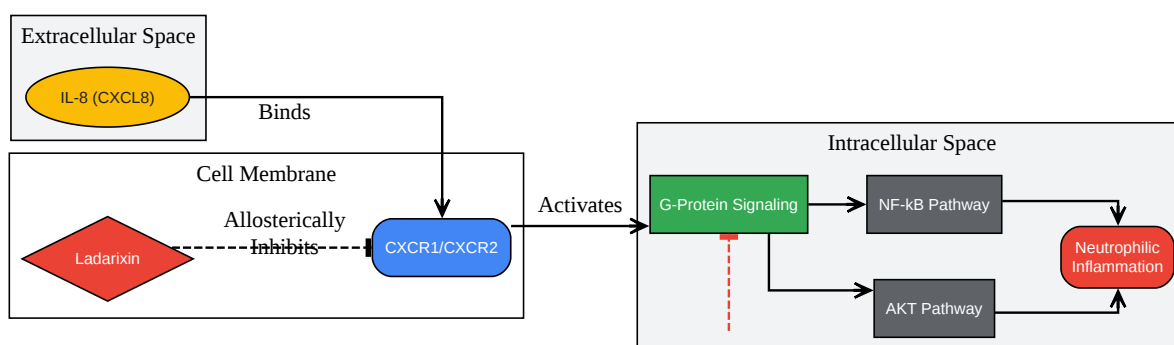 Extracellular Space
IL-8 (CXCL8)
Binds
Cell Membrane
Allosterically
Inhibits
Ladarixin
CXCR1/CXCR2
Activates
Intracellular Space
G-Protein Signaling
NF-kB Pathway
Neutrophilic
Inflammation
AKT Pathway